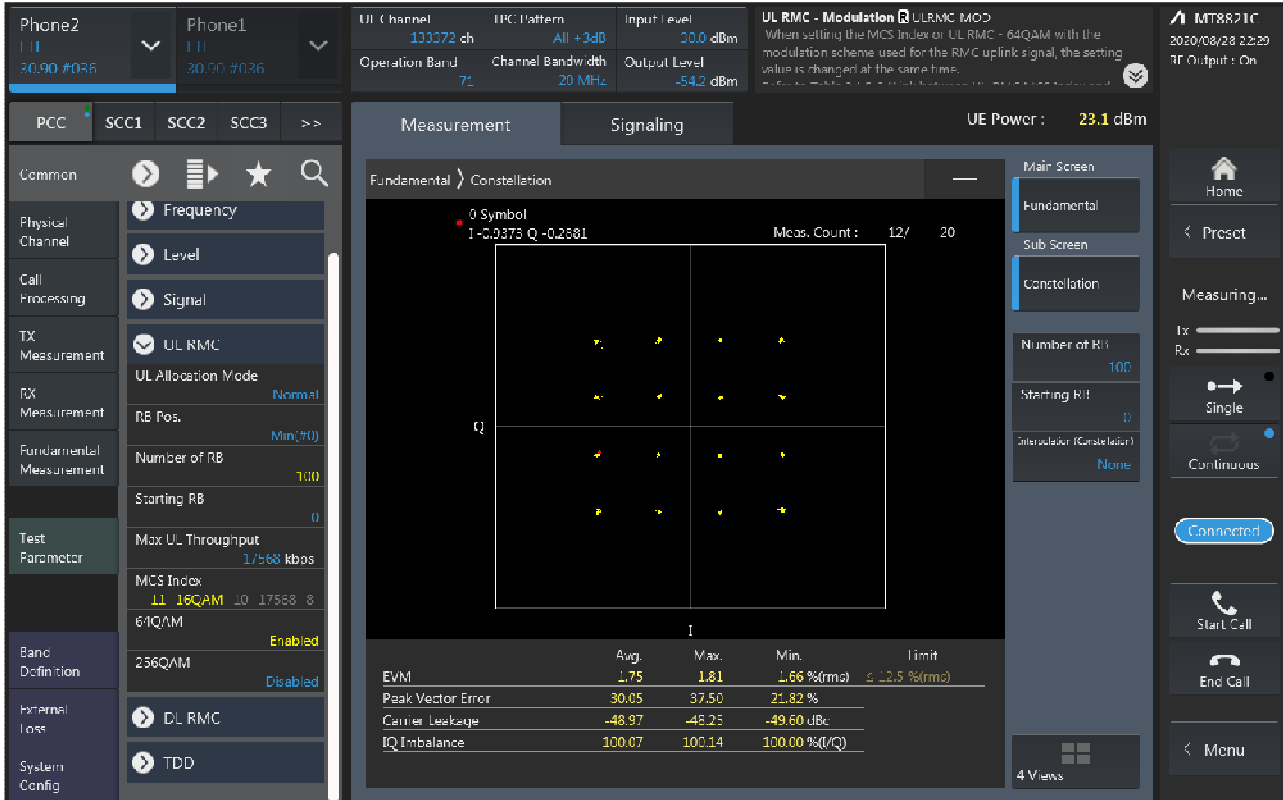 Phone2
LTE
30.90 #036
Phone1
LTE
30.90 #036
UL Channel
133372 ch
TPC Pattern
All +3dB
Input Level
30.0 dBm
Operation Band
71
Channel Bandwidth
20 MHz
Output Level
-54.2 dBm
UL RMC - Modulation R ULRMC_MOD
When setting the MCS Index or UL RMC - 64QAM with the
modulation scheme used for the RMC uplink signal, the setting
value is changed at the same time.
MT8821C
2020/08/28 22:29
RF Output : On
PCC
SCC1
SCC2
SCC3
>>
Measurement
Signaling
UE Power : 23.1 dBm
Common
Physical
Channel
Call
Processing
TX
Measurement
RX
Measurement
Fundamental
Measurement
Test
Parameter
Band
Definition
External
Loss
System
Config
Frequency
Level
Signal
UL RMC
UL Allocation Mode
Normal
RB Pos.
Min(#0)
Number of RB
100
Starting RB
0
Max UL Throughput
17568 kbps
MCS Index
11 16QAM 10 17568 8
64QAM
Enabled
256QAM
Disabled
DL RMC
TDD
Fundamental > Constellation
0 Symbol
I -0.9373 Q -0.2881
Meas. Count : 12/ 20
Q
I
Avg. Max. Min. Limit
EVM 1.75 1.81 1.66 %(rms) ≤ 12.5 %(rms)
Peak Vector Error 30.05 37.50 21.82 %
Carrier Leakage -48.97 -48.25 -49.60 dBc
IQ Imbalance 100.07 100.14 100.00 %(I/Q)
Main Screen
Fundamental
Sub Screen
Constellation
Number of RB
100
Starting RB
0
Interpolation (Constellation)
None
4 Views
Home
< Preset
Measuring...
Tx
Rx
Single
Continuous
Connected
Start Call
End Call
< Menu